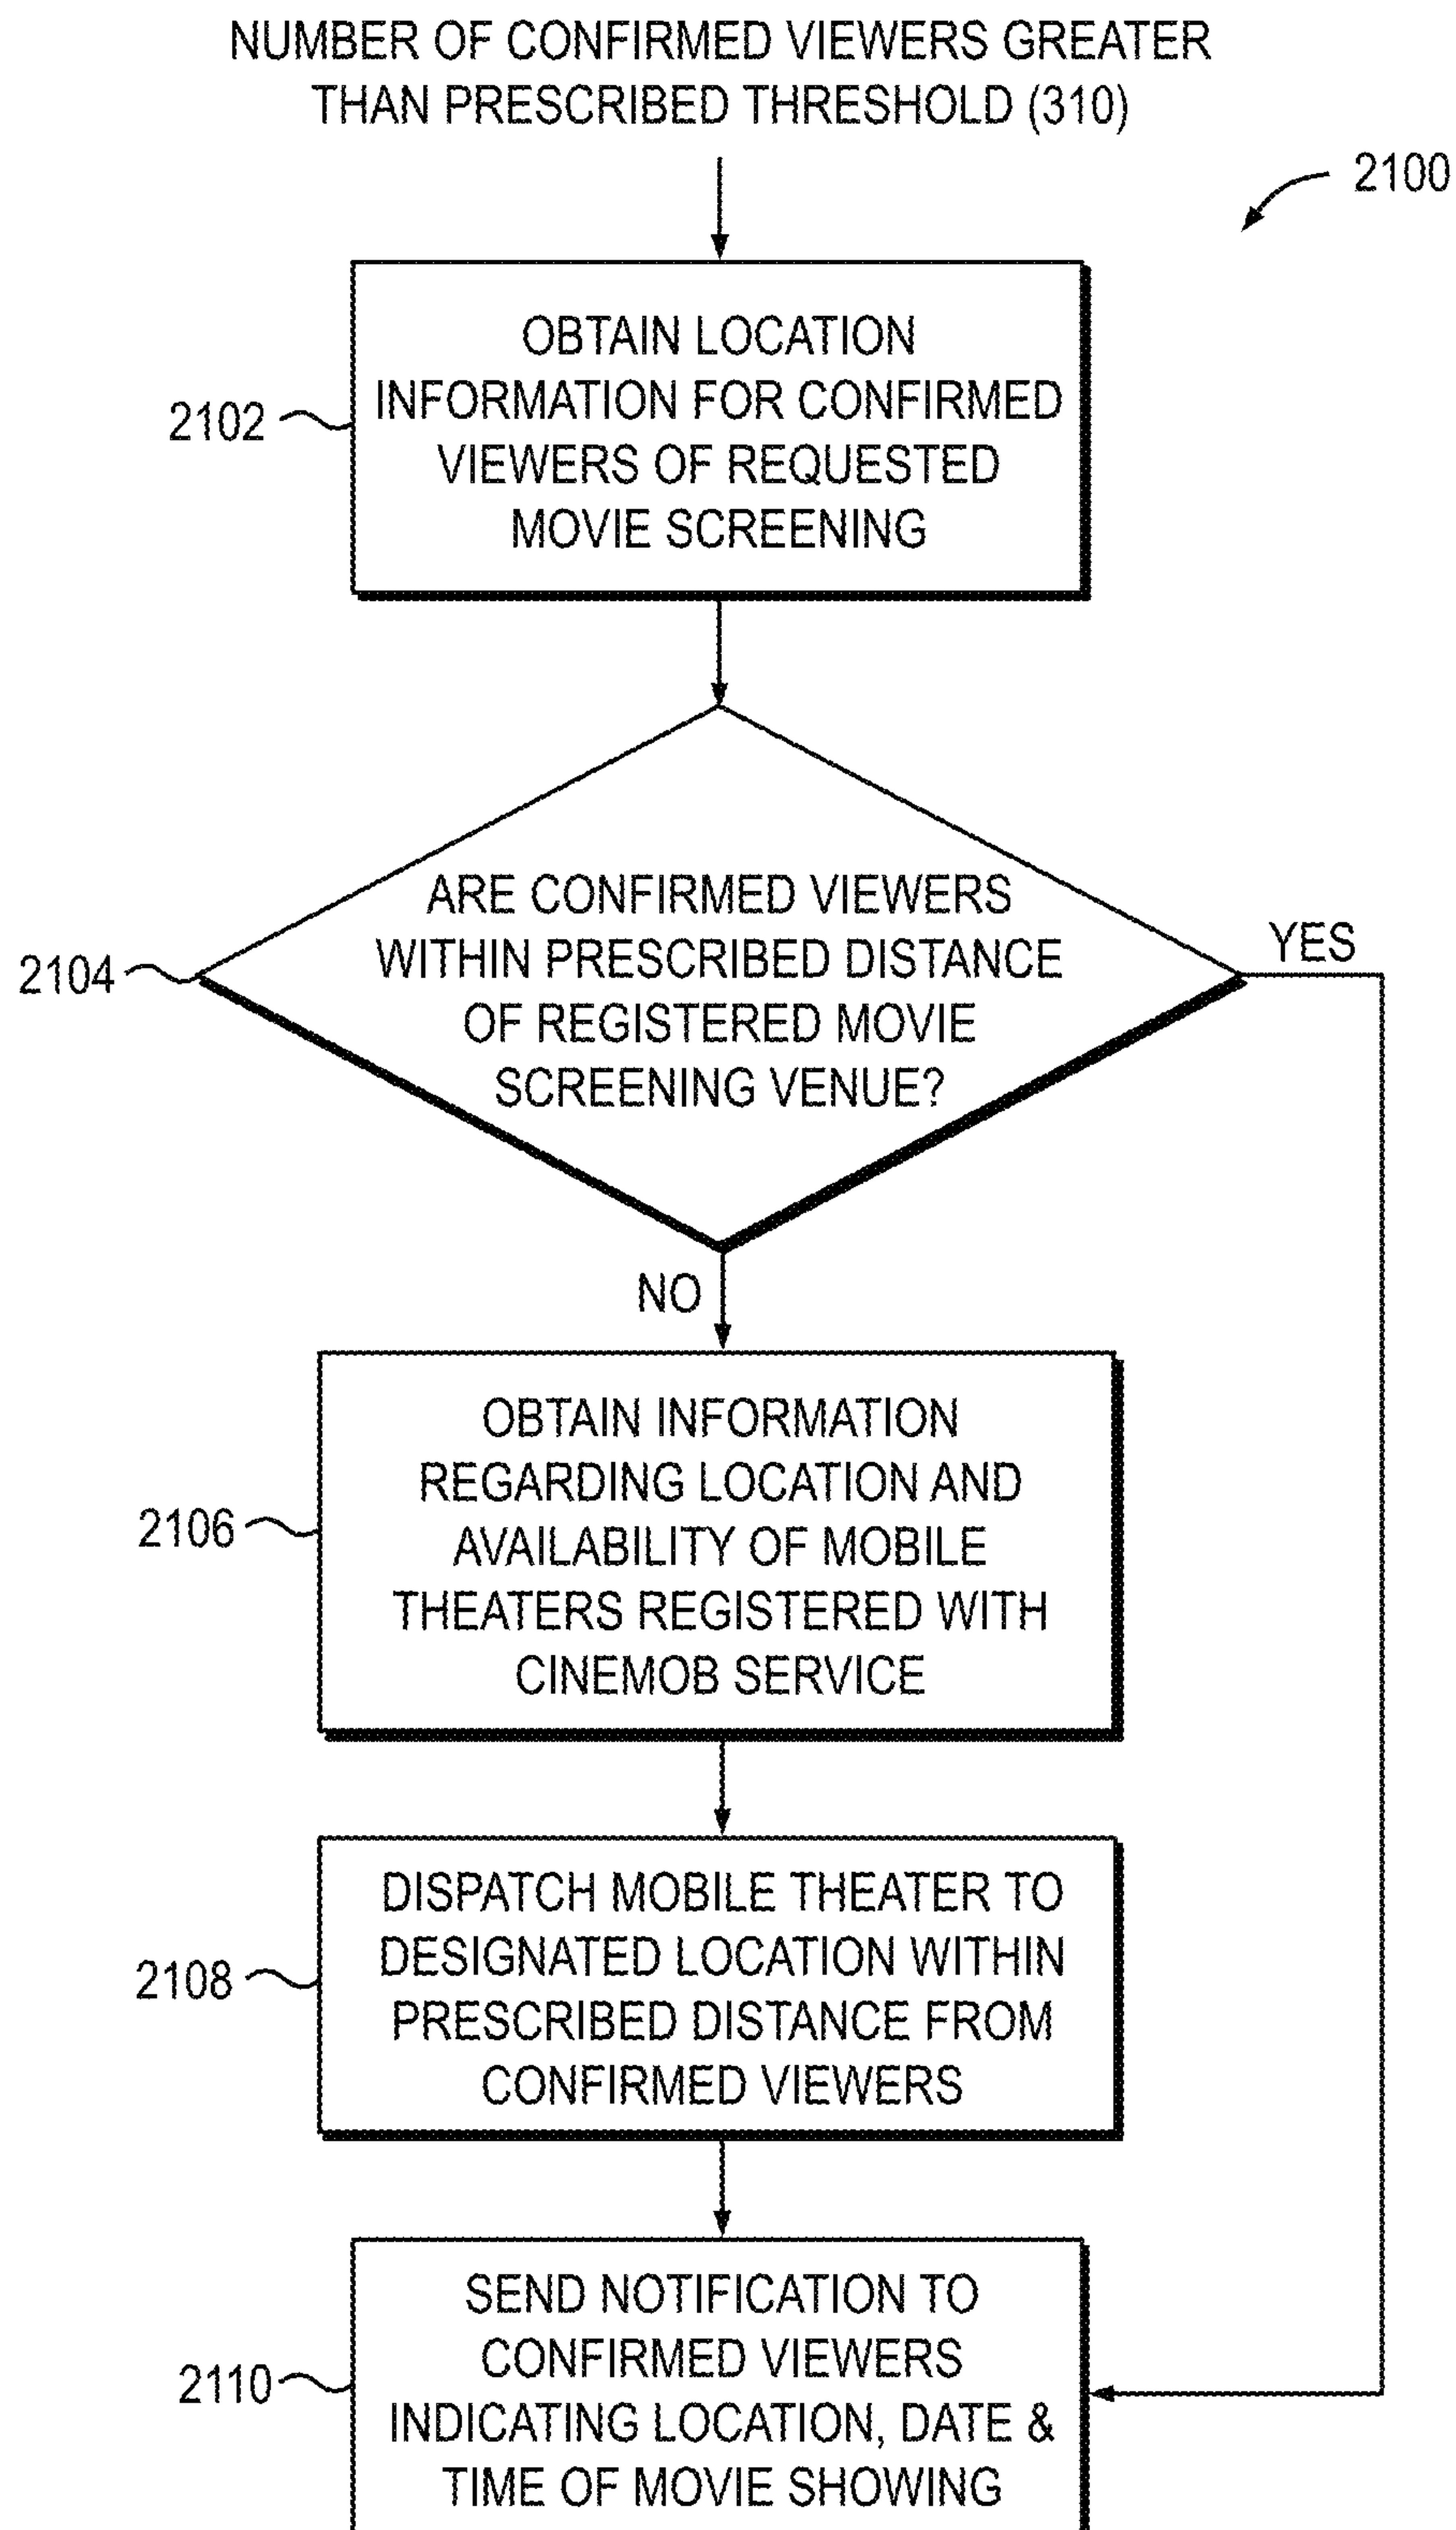 NUMBER OF CONFIRMED VIEWERS GREATER
THAN PRESCRIBED THRESHOLD (310)
2100
OBTAIN LOCATION
INFORMATION FOR CONFIRMED
VIEWERS OF REQUESTED
MOVIE SCREENING
2102
ARE CONFIRMED VIEWERS
WITHIN PRESCRIBED DISTANCE
OF REGISTERED MOVIE
SCREENING VENUE?
2104
YES
NO
OBTAIN INFORMATION
REGARDING LOCATION AND
AVAILABILITY OF MOBILE
THEATERS REGISTERED WITH
CINEMOB SERVICE
2106
DISPATCH MOBILE THEATER TO
DESIGNATED LOCATION WITHIN
PRESCRIBED DISTANCE FROM
CONFIRMED VIEWERS
2108
SEND NOTIFICATION TO
CONFIRMED VIEWERS
INDICATING LOCATION, DATE &
TIME OF MOVIE SHOWING
2110